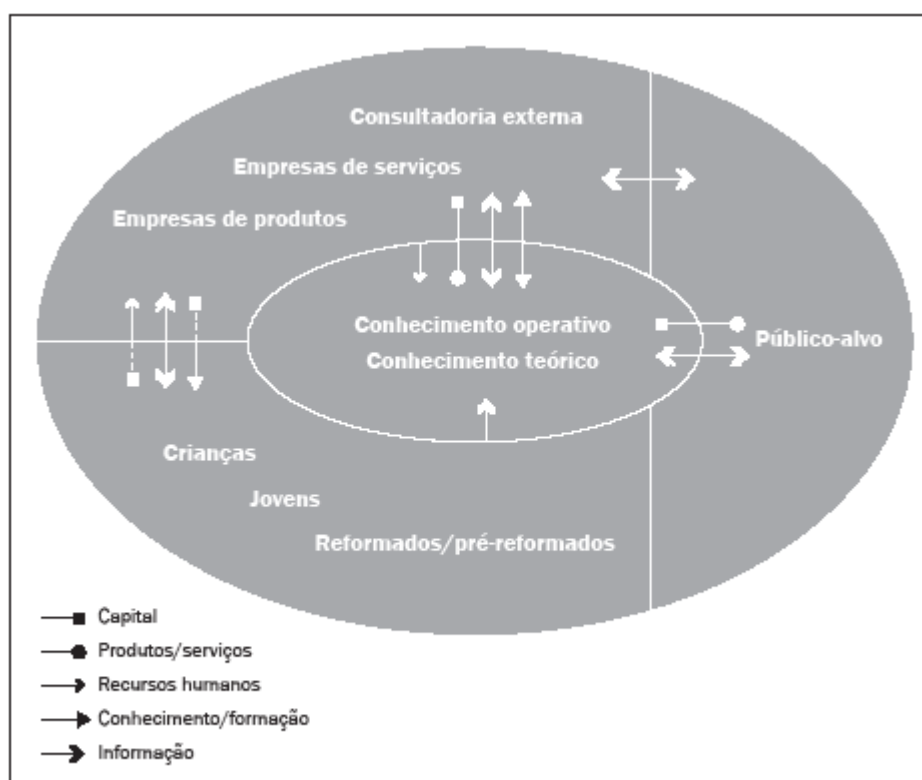 Consultadoria externa
Empresas de serviços
Empresas de produtos
Conhecimento operativo
Conhecimento teórico
Público-alvo
Crianças
Jovens
Reformados/pré-reformados
Capital
Produtos/serviços
Recursos humanos
Conhecimento/formação
Informação